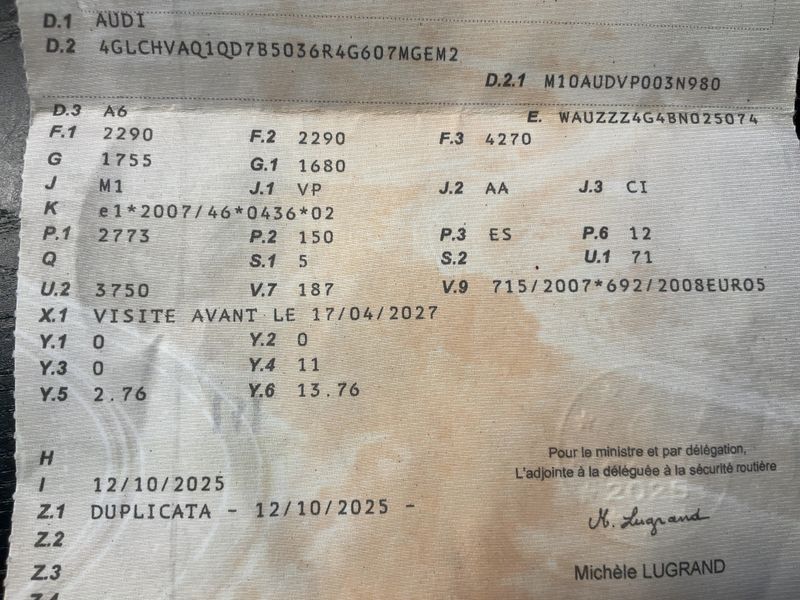 D.1 AUDI
D.2 4GLCHVAQ1QD7B5036R4G607MGEM2
D.2.1 M10AUDVP003N980
D.3 A6 E. WAUZZZ4G4BN025074
F.1 2290 F.2 2290 F.3 4270
G 1755 G.1 1680
J M1 J.1 VP J.2 AA J.3 CI
K e1*2007/46*0436*02
P.1 2773 P.2 150 P.3 ES P.6 12
Q S.1 5 S.2 U.1 71
U.2 3750 V.7 187 V.9 715/2007*692/2008EURO5
X.1 VISITE AVANT LE 17/04/2027
Y.1 0 Y.2 0
Y.3 0 Y.4 11
Y.5 2.76 Y.6 13.76
H
Pour le ministre et par délégation,
L'adjointe à la déléguée à la sécurité routière
I 12/10/2025
2025
Z.1 DUPLICATA - 12/10/2025 -
M. Lugrand
Z.2
Z.3
Michèle LUGRAND
Z.4